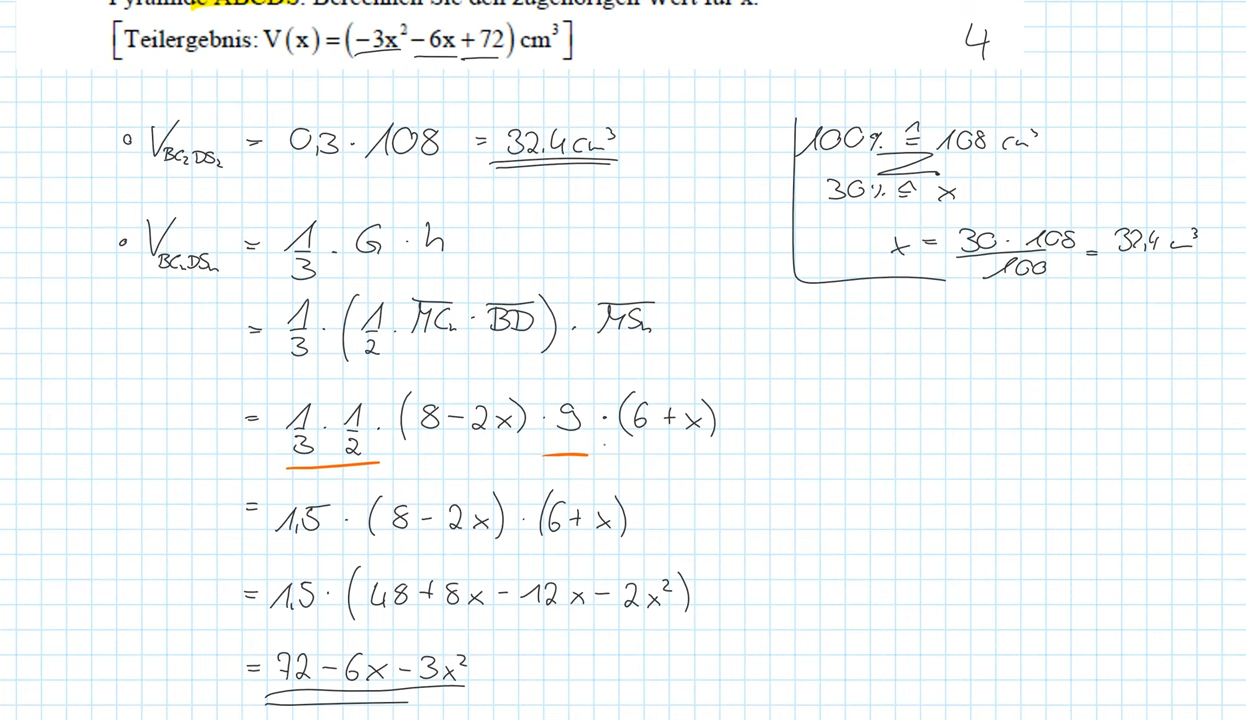 [Teilergebnis: V(x) = (−3x² − 6x + 72) cm³]
4
° V_BC₂DS₂ = 0,3 · 108 = 32,4 cm³
100% ≙ 108 cm³
30% ≙ x
x = 30 · 108 / 100 = 32,4 cm³
° V_BCₙDSₙ = 1/3 · G · h
= 1/3 · (1/2 · MCₙ · BD) · MSₙ
= 1/3 · 1/2 · (8 − 2x) · 9 · (6 + x)
= 1,5 · (8 − 2x) · (6 + x)
= 1,5 · (48 + 8x − 12x − 2x²)
= 72 − 6x − 3x²